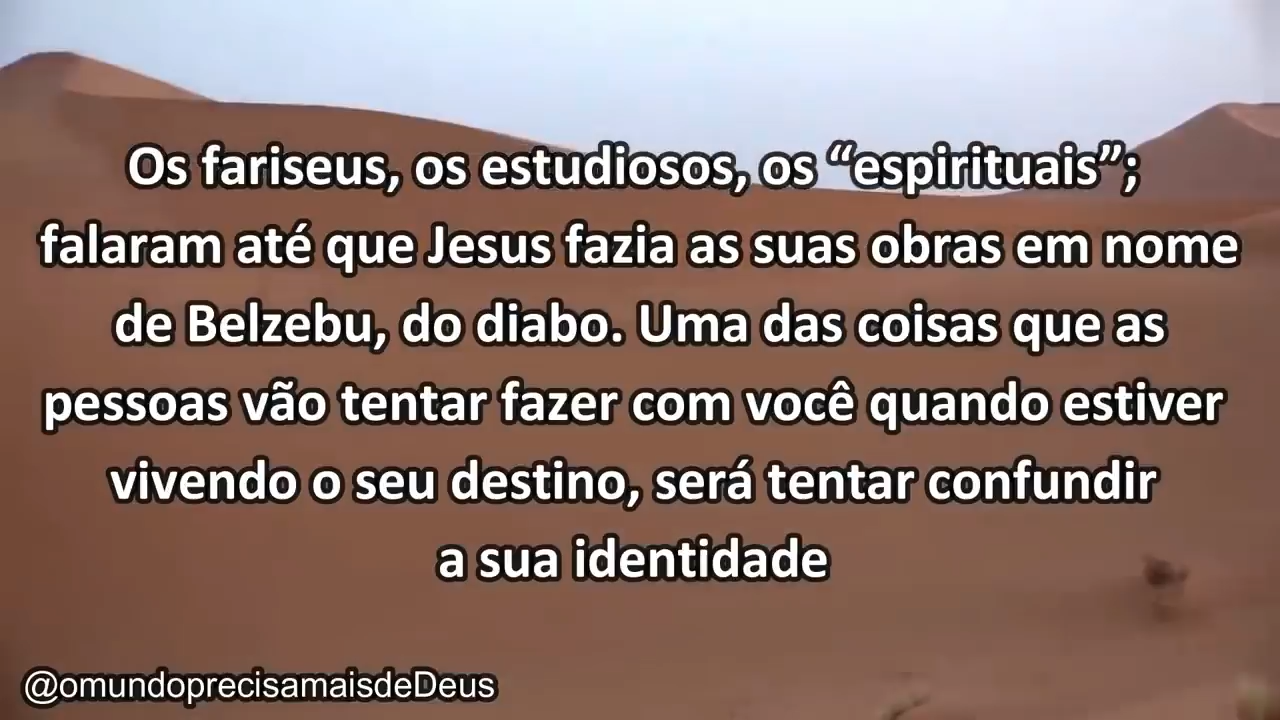 Os fariseus, os estudiosos, os “espirituais”;
falaram até que Jesus fazia as suas obras em nome
de Belzebu, do diabo. Uma das coisas que as
pessoas vão tentar fazer com você quando estiver
vivendo o seu destino, será tentar confundir
a sua identidade
@omundoprecisamaisdeDeus